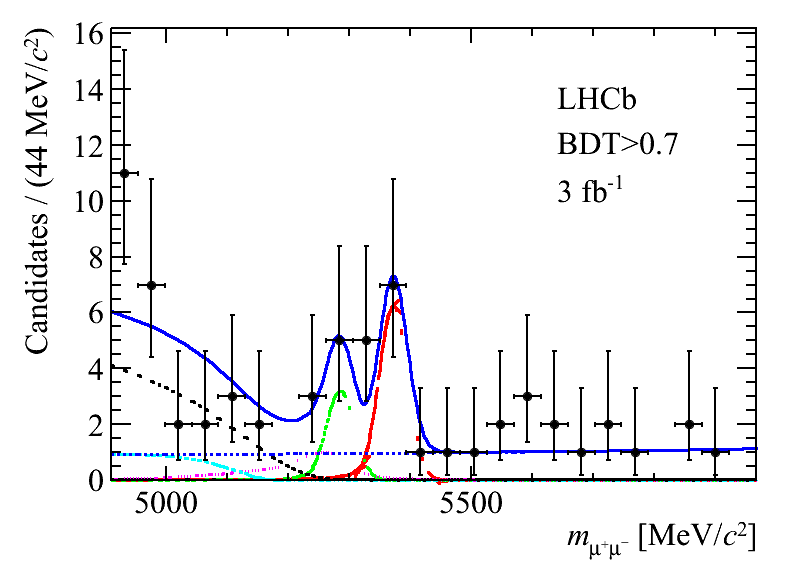 Candidates / (44 MeV/c²)
16
14
12
10
8
6
4
2
0
LHCb
BDT>0.7
3 fb⁻¹
5000 5500
m_μ⁺μ⁻ [MeV/c²]